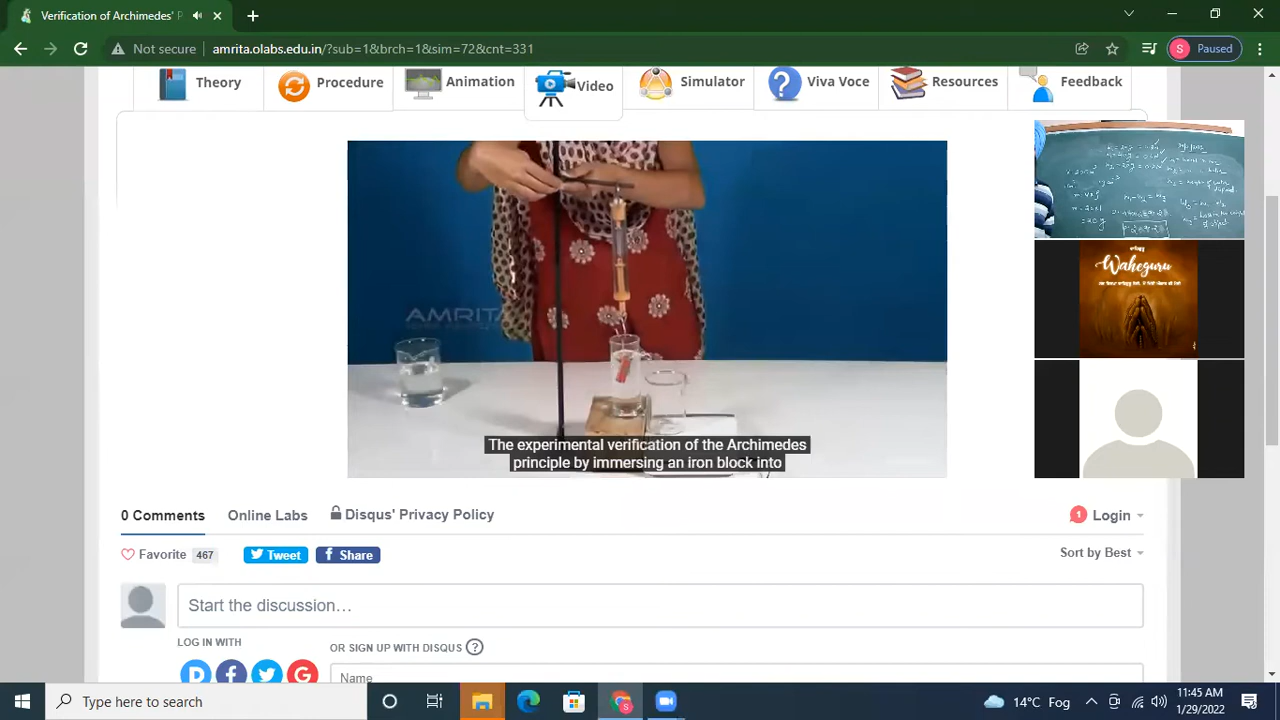 Verification of Archimedes'
Not secure
amrita.olabs.edu.in/?sub=1&brch=1&sim=72&cnt=331
S
Paused
Theory
Procedure
Animation
Video
Simulator
Viva Voce
Resources
Feedback
AMRITA
The experimental verification of the Archimedes
principle by immersing an iron block into
Waheguru
0 Comments
Online Labs
Disqus' Privacy Policy
1
Login
Favorite
467
Tweet
Share
Sort by Best
Start the discussion…
LOG IN WITH
OR SIGN UP WITH DISQUS ?
D
f
G
Name
Type here to search
14°C Fog
11:45 AM
1/29/2022